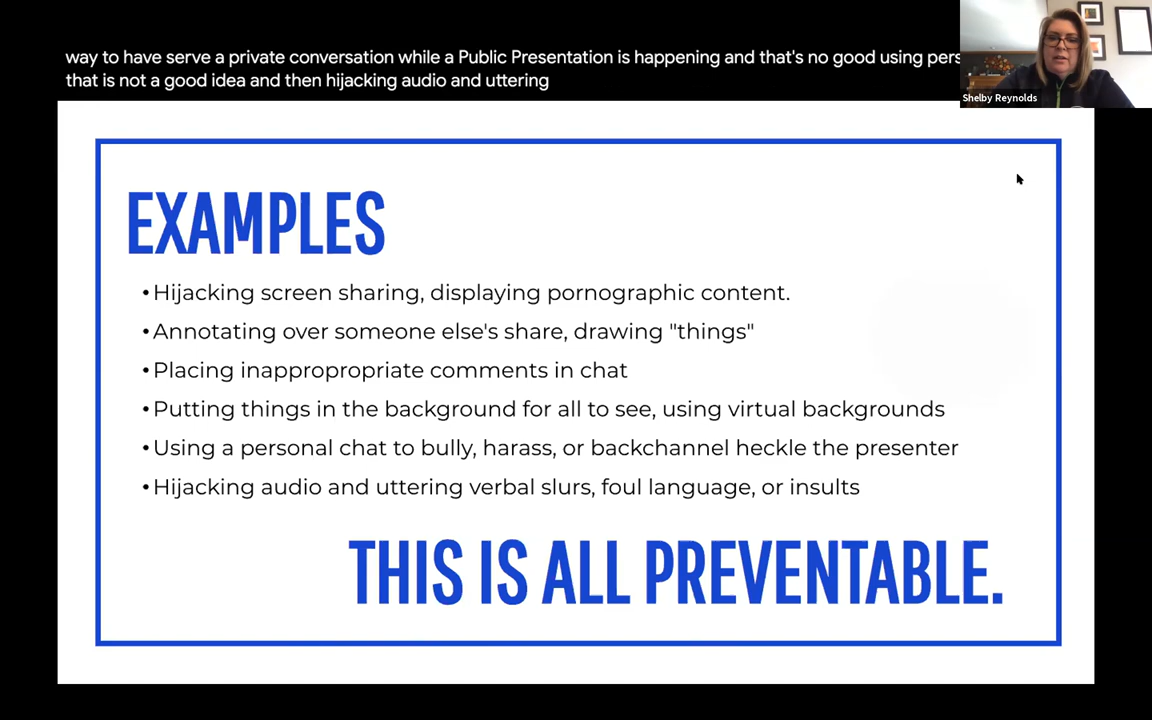 way to have serve a private conversation while a Public Presentation is happening and that's no good using
that is not a good idea and then hijacking audio and uttering
Shelby Reynolds
EXAMPLES
•Hijacking screen sharing, displaying pornographic content.
•Annotating over someone else's share, drawing "things"
•Placing inappropropriate comments in chat
•Putting things in the background for all to see, using virtual backgrounds
•Using a personal chat to bully, harass, or backchannel heckle the presenter
•Hijacking audio and uttering verbal slurs, foul language, or insults
THIS IS ALL PREVENTABLE.